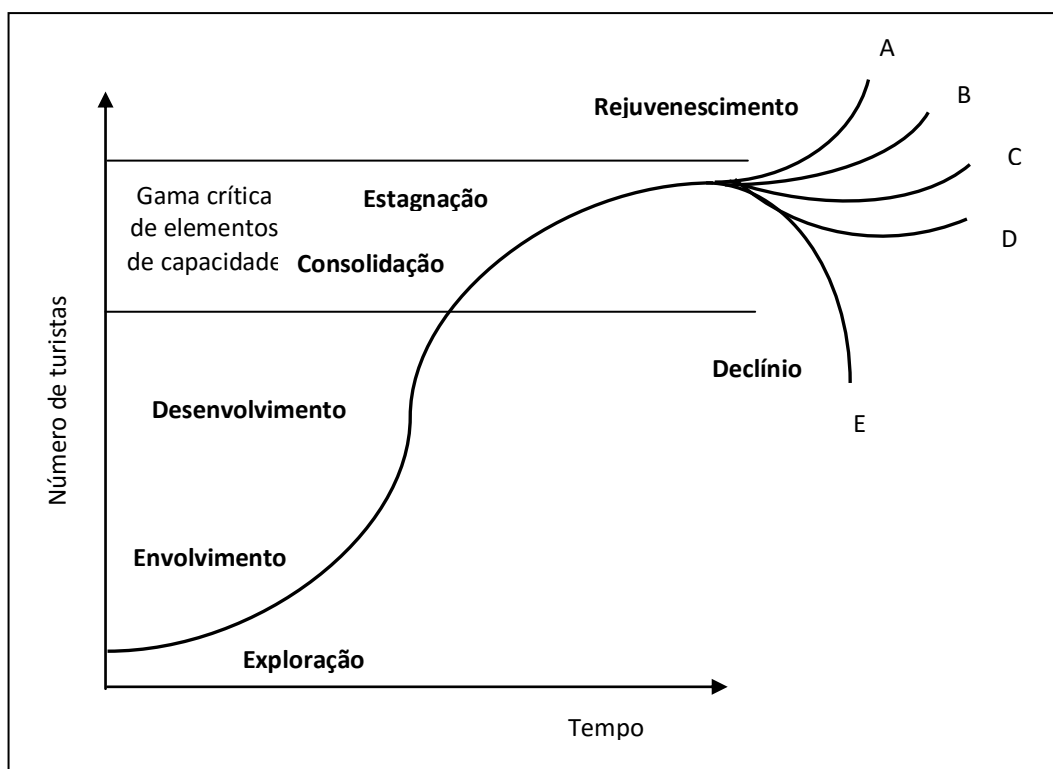 A
B
Rejuvenescimento
C
Gama crítica
de elementos
de capacidade
Estagnação
Consolidação
D
Número de turistas
Declínio
Desenvolvimento
E
Envolvimento
Exploração
Tempo